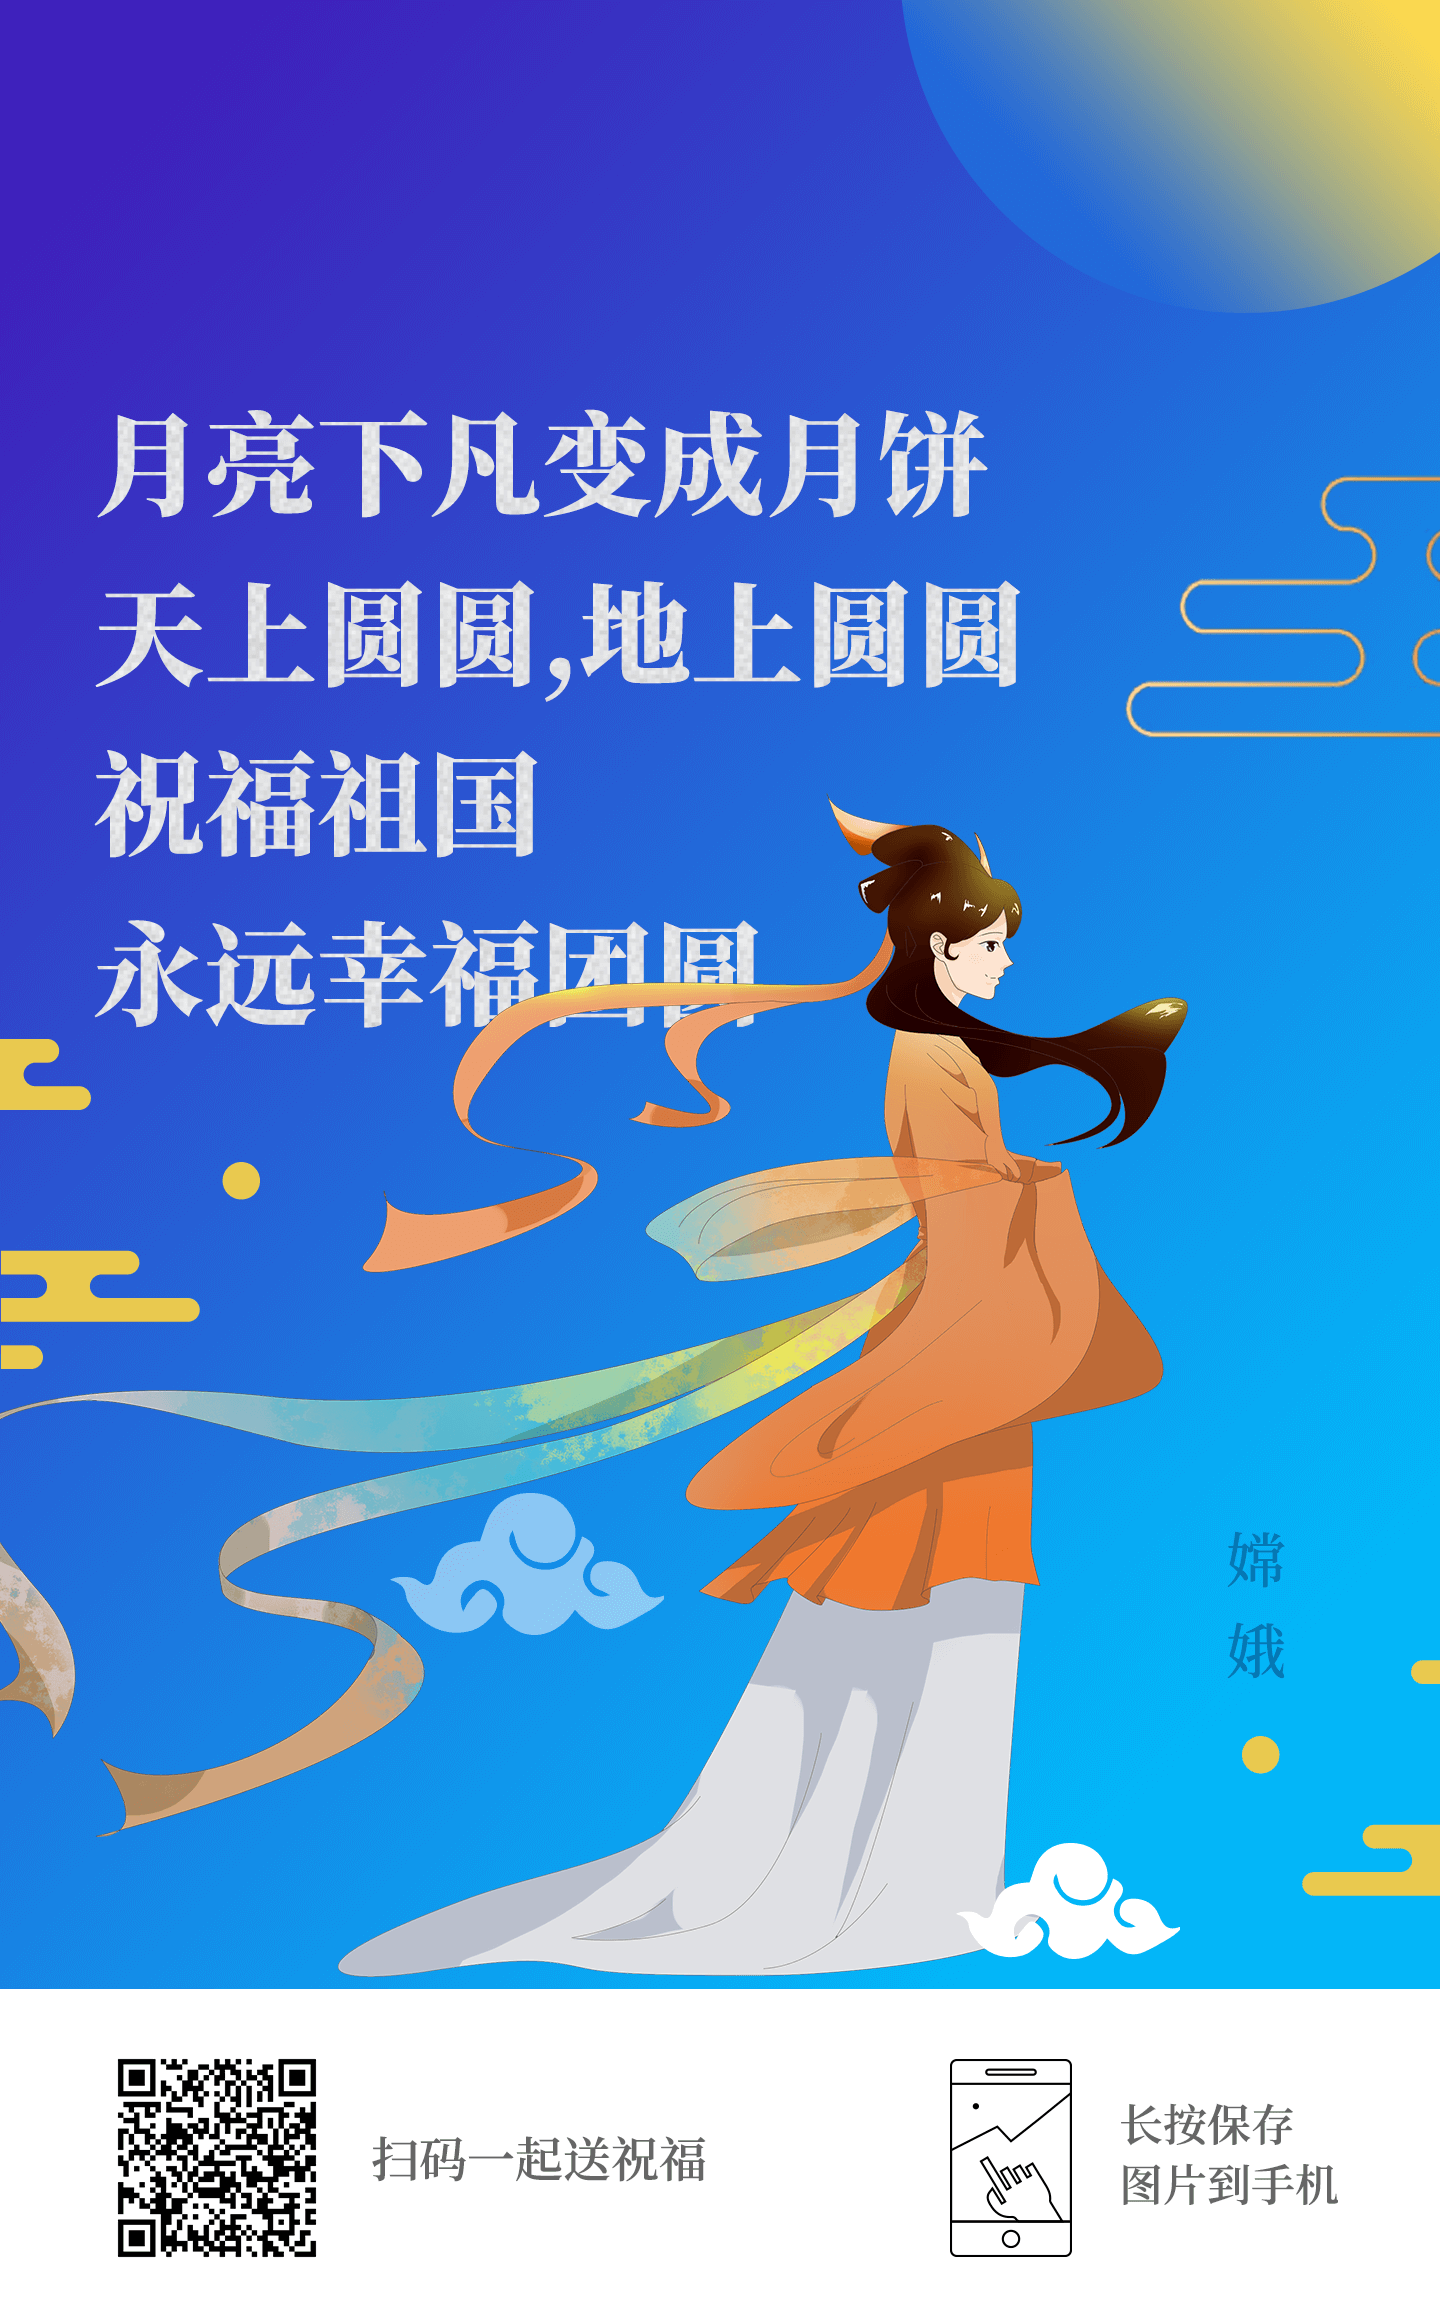 月亮下凡变成月饼
天上圆圆,地上圆圆
祝福祖国
永远幸福团圆
嫦娥
扫码一起送祝福
长按保存
图片到手机